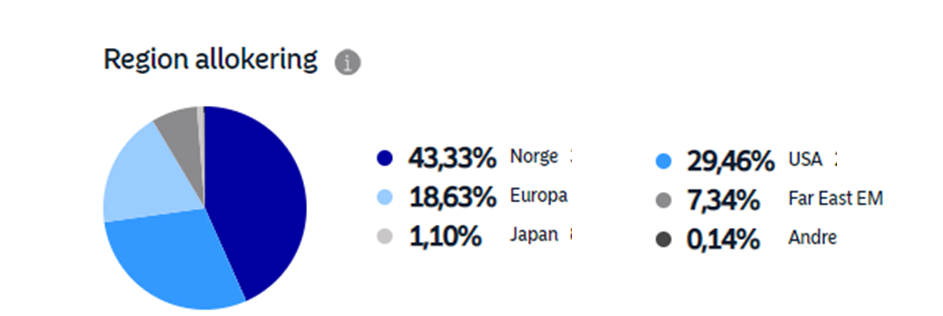 Region allokering
43,33% Norge
29,46% USA
18,63% Europa
7,34% Far East EM
1,10% Japan
0,14% Andre